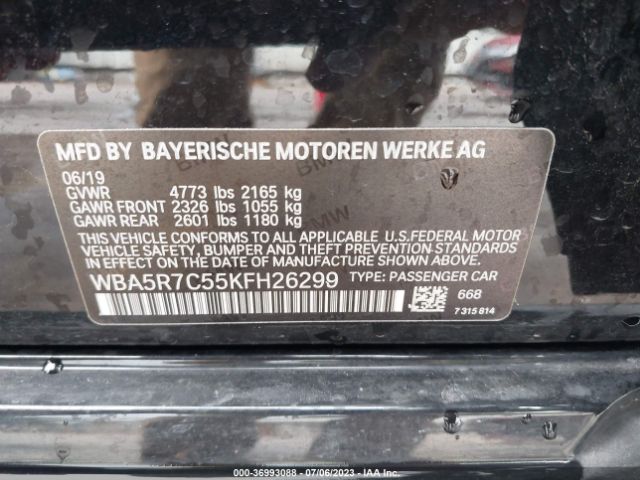 MFD BY BAYERISCHE MOTOREN WERKE AG
06/19
GVWR 4773 lbs 2165 kg
GAWR FRONT 2326 lbs 1055 kg
GAWR REAR 2601 lbs 1180 kg
THIS VEHICLE CONFORMS TO ALL APPLICABLE U.S.FEDERAL MOTOR
VEHICLE SAFETY, BUMPER AND THEFT PREVENTION STANDARDS
IN EFFECT ON THE DATE OF MANUFACTURE SHOWN ABOVE.
WBA5R7C55KFH26299 TYPE: PASSENGER CAR
668
7 315 814
000-36993088 - 07/06/2023 - IAA Inc.